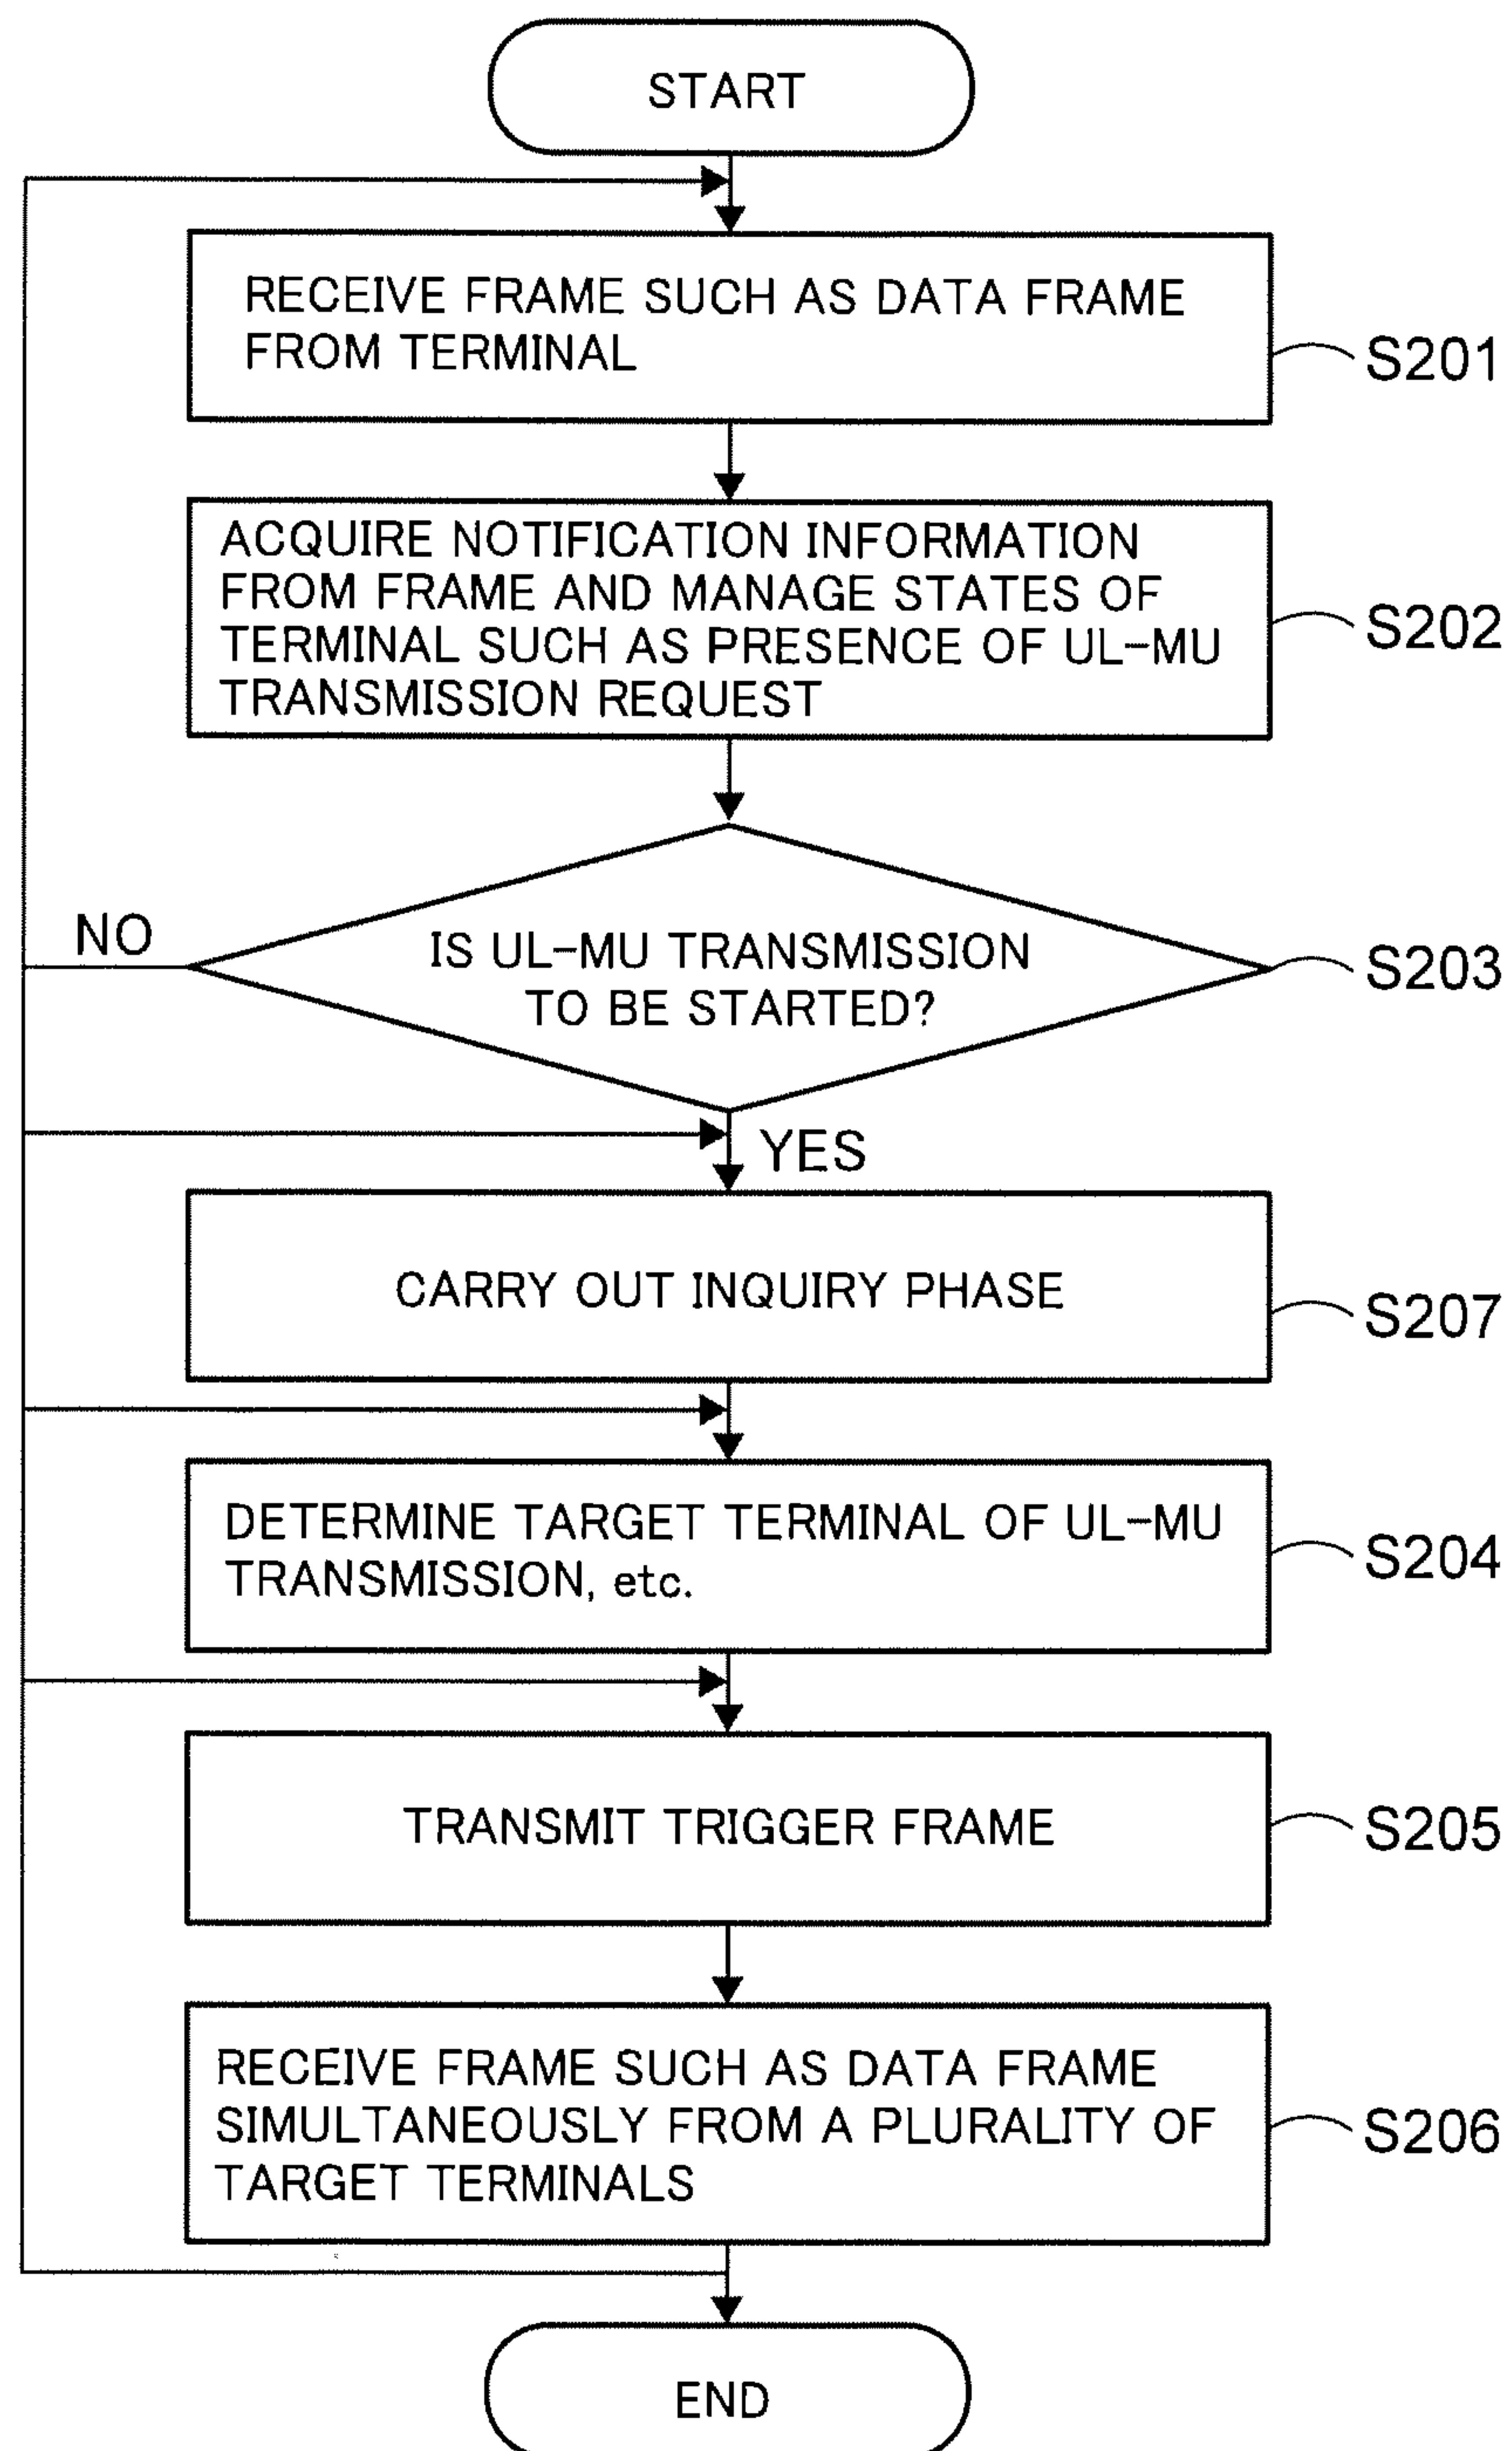 START
RECEIVE FRAME SUCH AS DATA FRAME
FROM TERMINAL
S201
ACQUIRE NOTIFICATION INFORMATION
FROM FRAME AND MANAGE STATES OF
TERMINAL SUCH AS PRESENCE OF UL-MU
TRANSMISSION REQUEST
S202
NO
IS UL-MU TRANSMISSION
TO BE STARTED?
S203
YES
CARRY OUT INQUIRY PHASE
S207
DETERMINE TARGET TERMINAL OF UL-MU
TRANSMISSION, etc.
S204
TRANSMIT TRIGGER FRAME
S205
RECEIVE FRAME SUCH AS DATA FRAME
SIMULTANEOUSLY FROM A PLURALITY OF
TARGET TERMINALS
S206
END